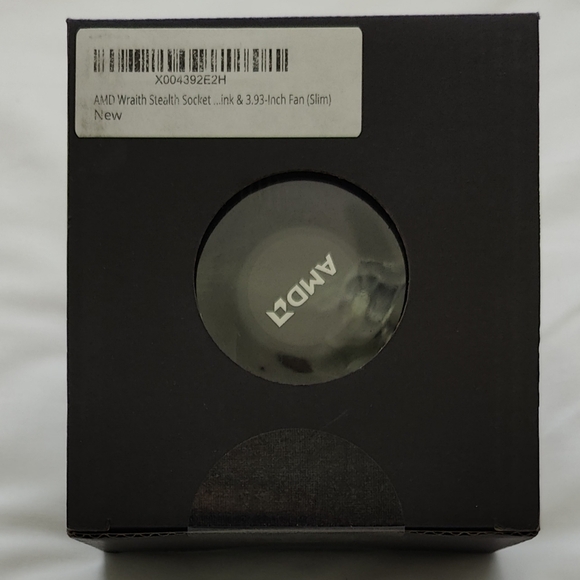 X004392E2H
AMD Wraith Stealth Socket ...ink & 3.93-Inch Fan (Slim)
New
AMD